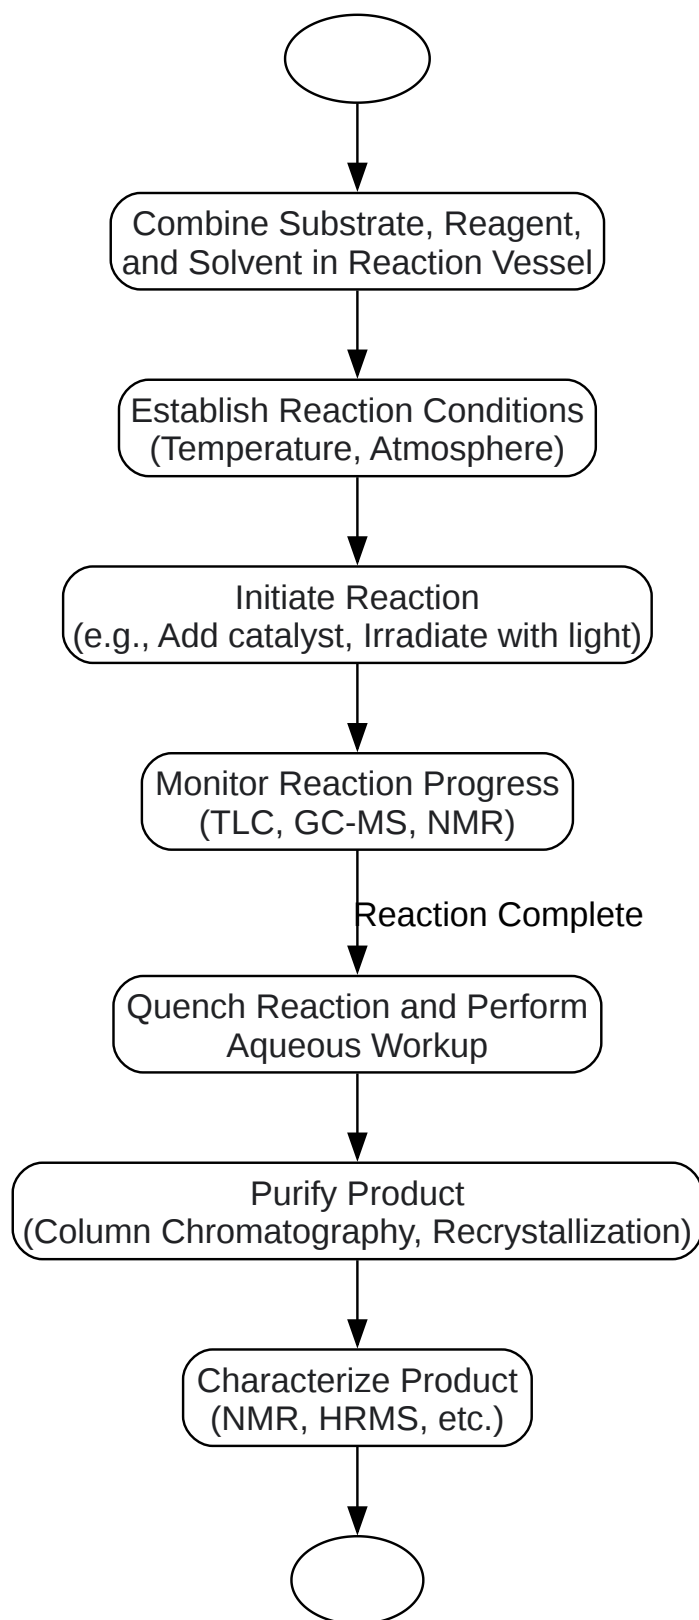 Combine Substrate, Reagent,
and Solvent in Reaction Vessel
Establish Reaction Conditions
(Temperature, Atmosphere)
Initiate Reaction
(e.g., Add catalyst, Irradiate with light)
Monitor Reaction Progress
(TLC, GC-MS, NMR)
Reaction Complete
Quench Reaction and Perform
Aqueous Workup
Purify Product
(Column Chromatography, Recrystallization)
Characterize Product
(NMR, HRMS, etc.)